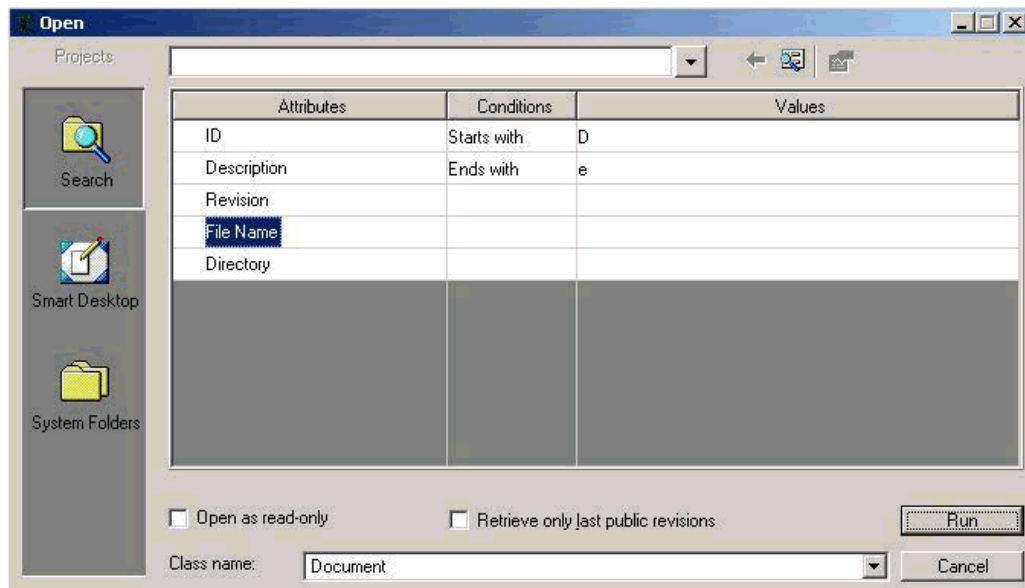 Open
Projects
Search
Smart Desktop
System Folders
Attributes Conditions Values
ID Starts with D
Description Ends with e
Revision
File Name
Directory
Open as read-only Retrieve only last public revisions Run
Class name: Document Cancel